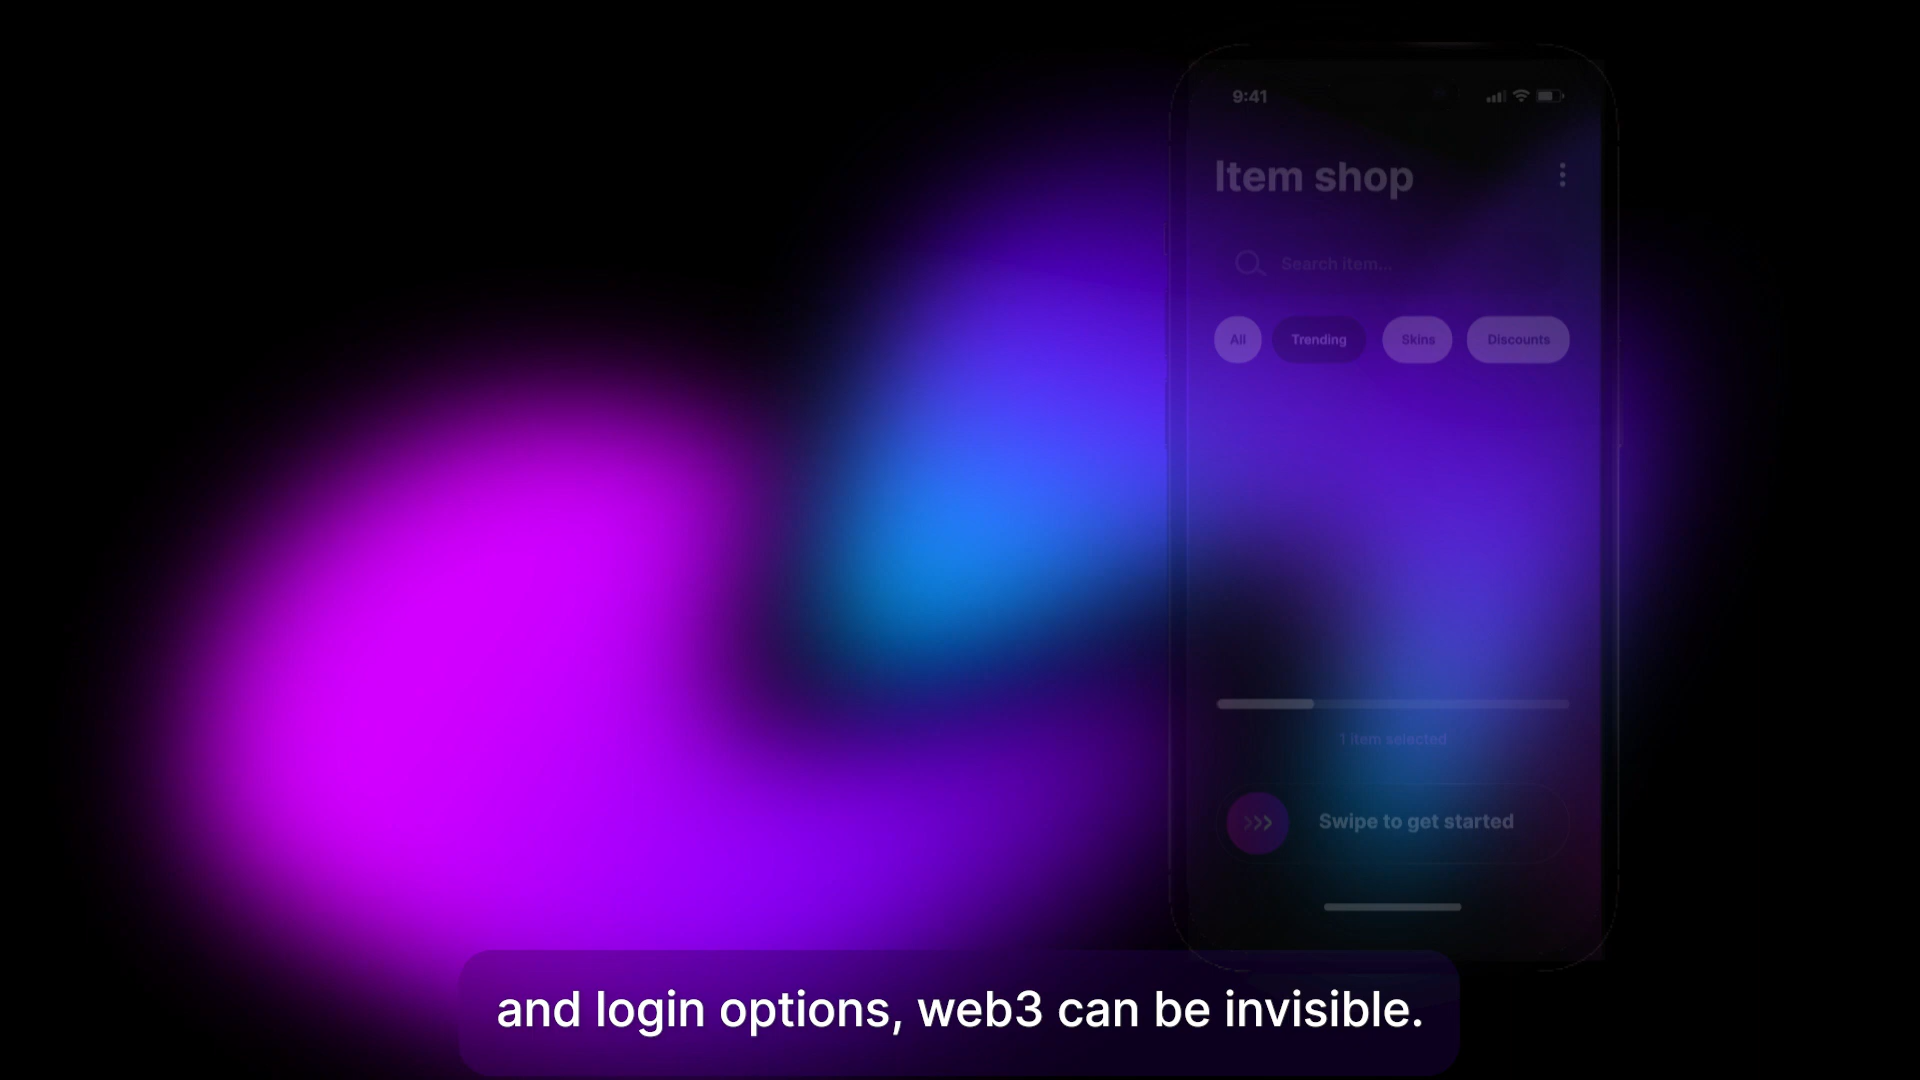 9:41
Item shop
Search item...
All Trending Skins Discounts
1 item selected
>>> Swipe to get started
and login options, web3 can be invisible.